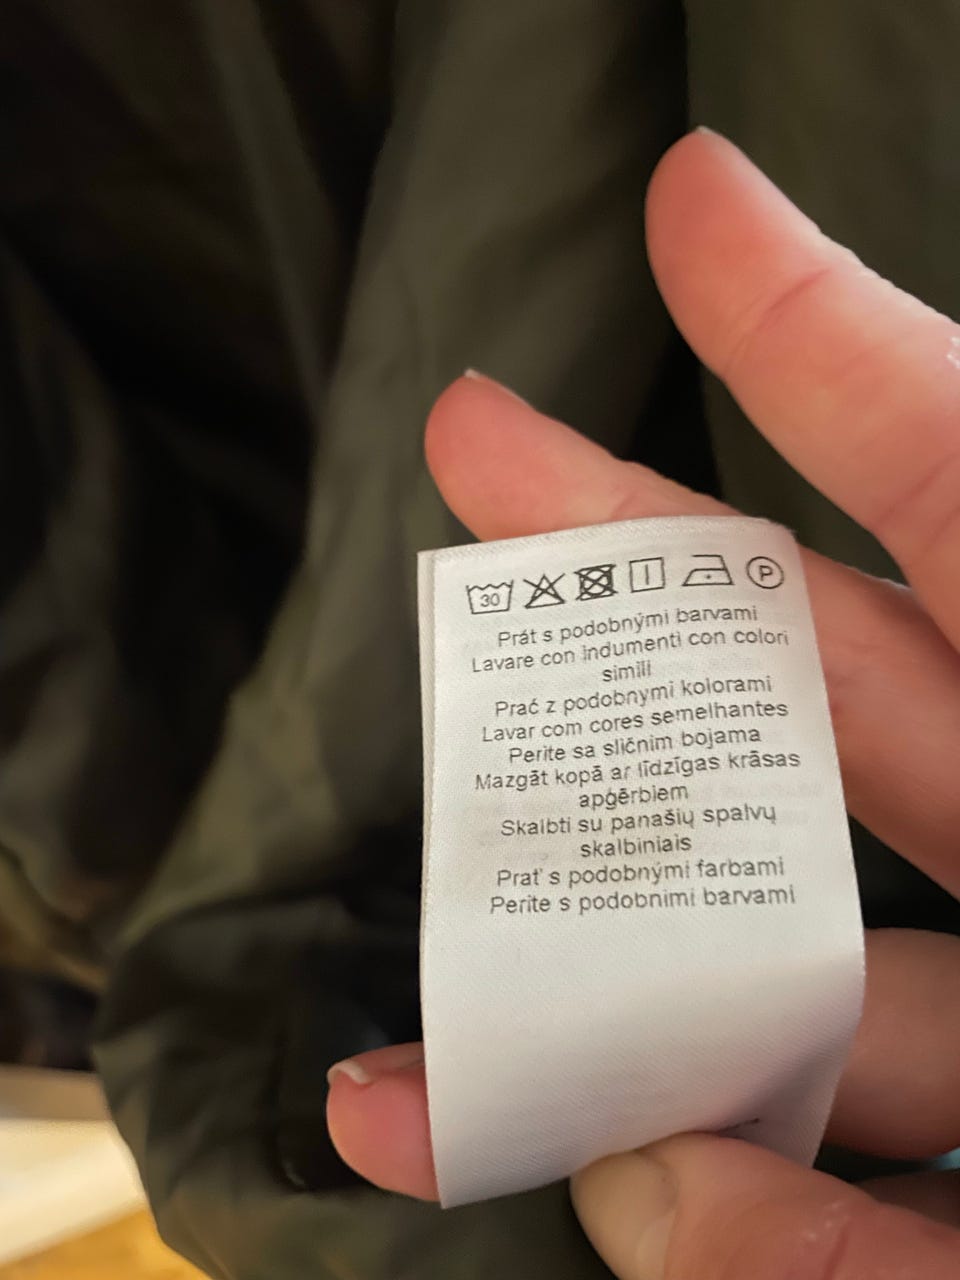 30 P
Prát s podobnými barvami
Lavare con indumenti con colori
simili
Prać z podobnymi kolorami
Lavar com cores semelhantes
Perite sa sličnim bojama
Mazgāt kopā ar līdzīgas krāsas
apģērbiem
Skalbti su panašių spalvų
skalbiniais
Prať s podobnými farbami
Perite s podobnimi barvami